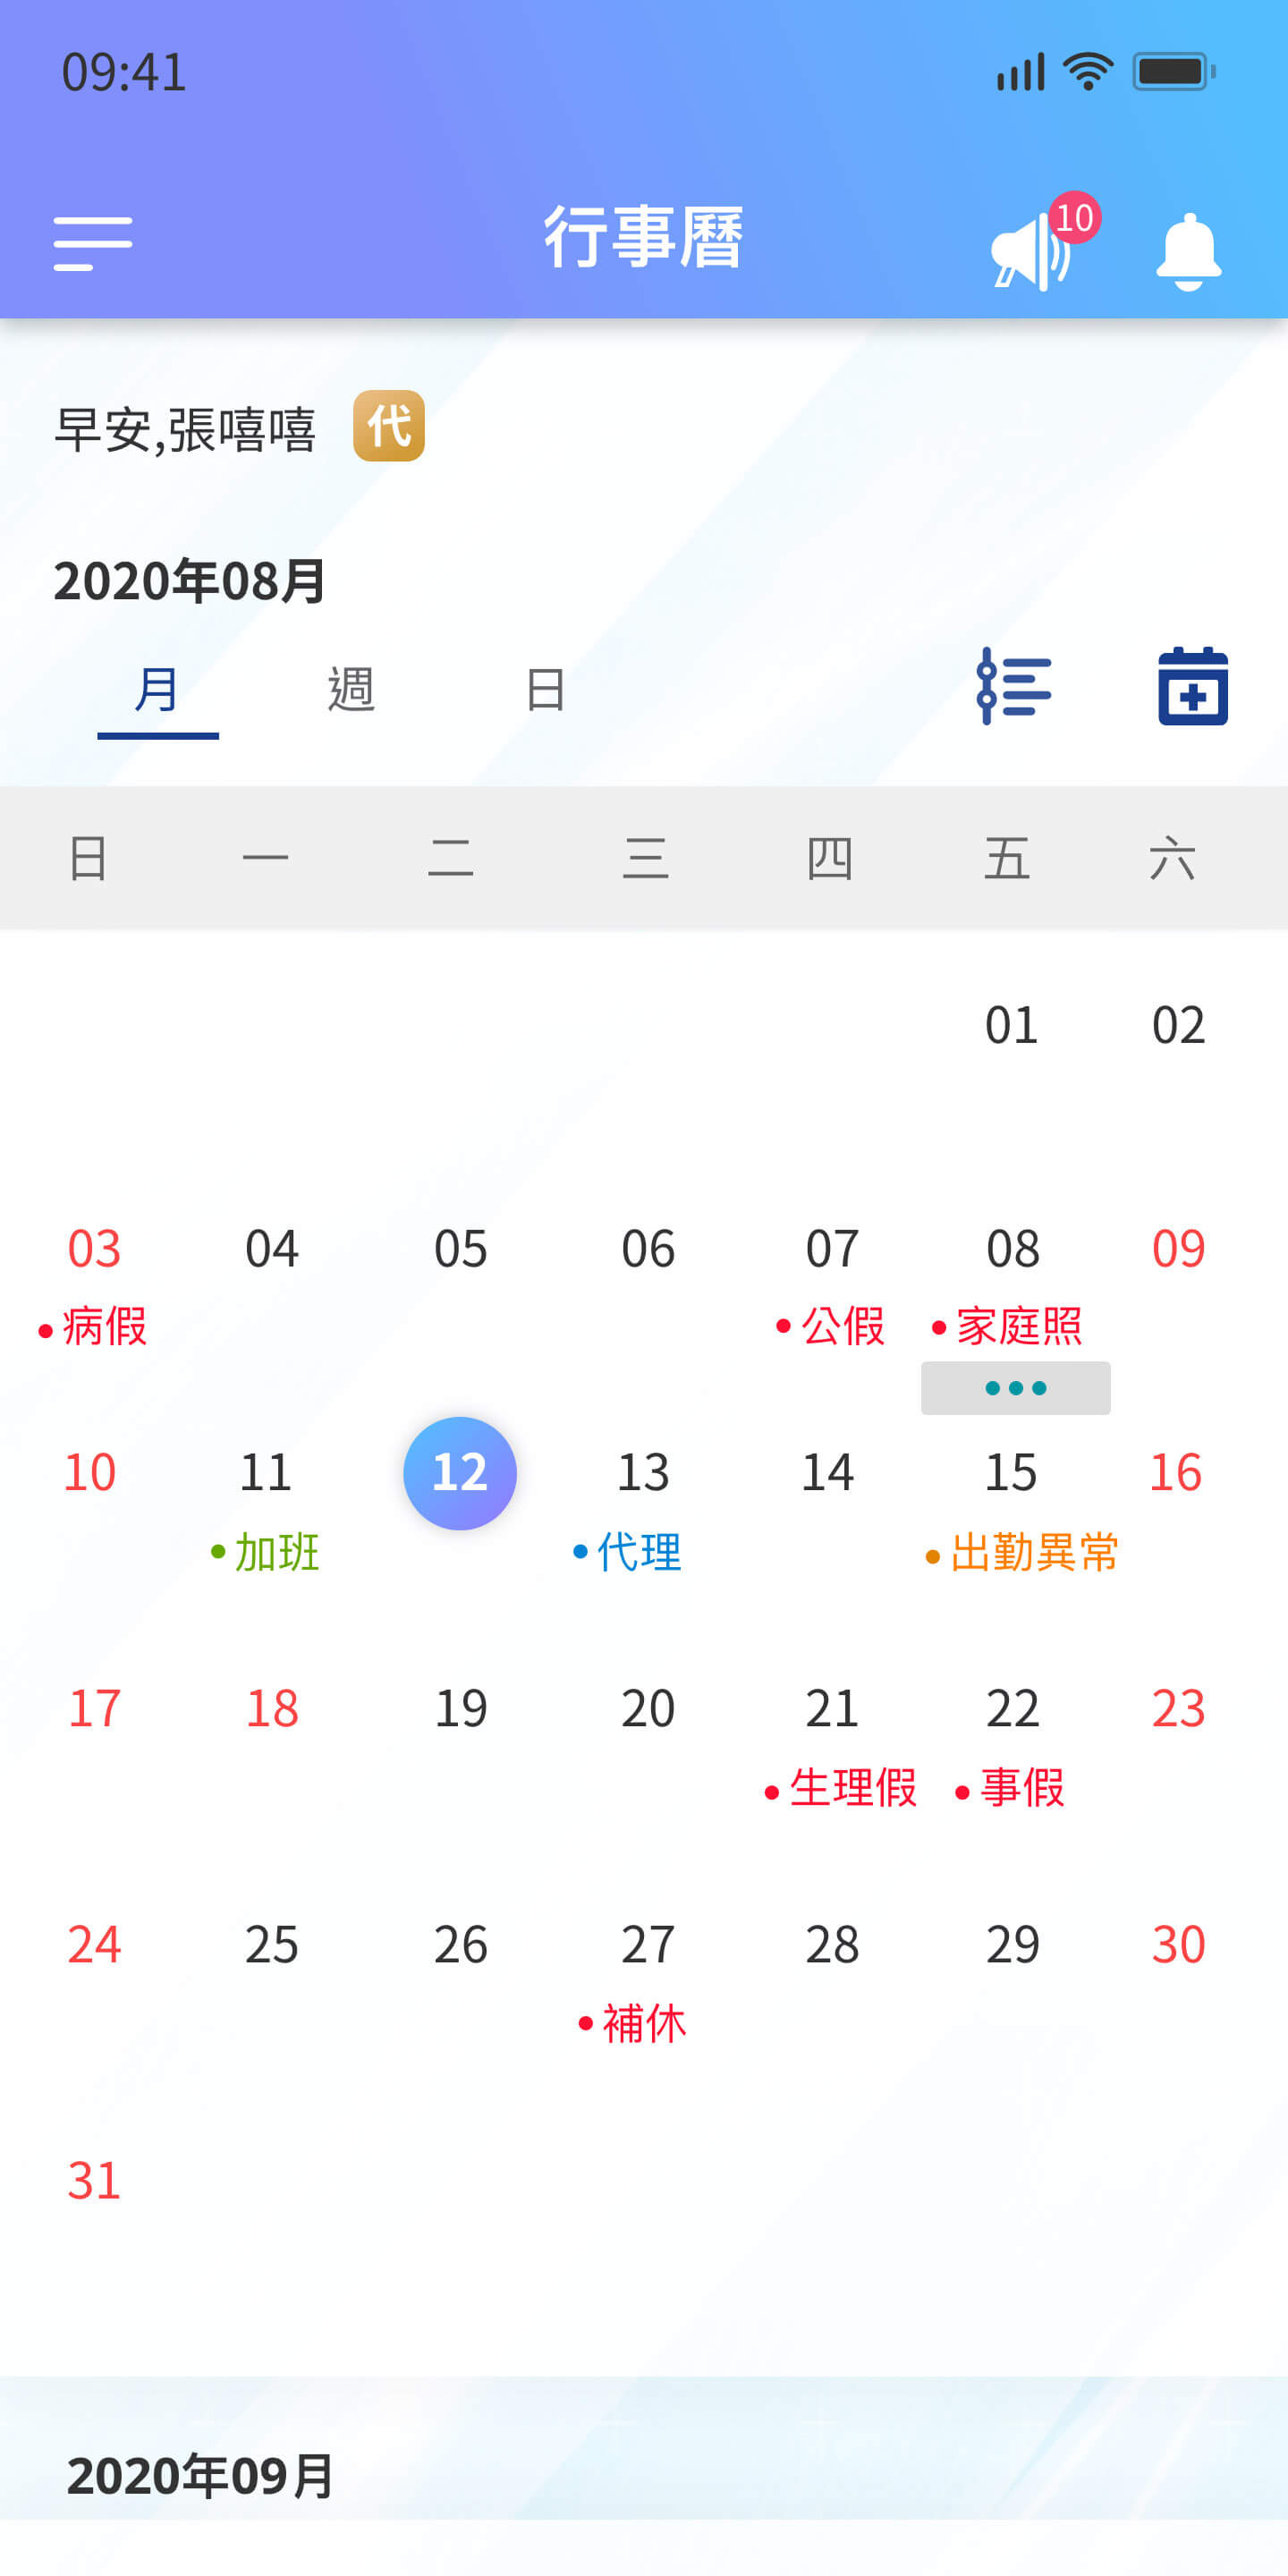 09:41
行事曆
10
早安,張嘻嘻 代
2020年08月
月 週 日
日 一 二 三 四 五 六
01 02
03 04 05 06 07 08 09
病假 公假 家庭照
10 11 12 13 14 15 16
加班 代理 出勤異常
17 18 19 20 21 22 23
生理假 事假
24 25 26 27 28 29 30
補休
31
2020年09月